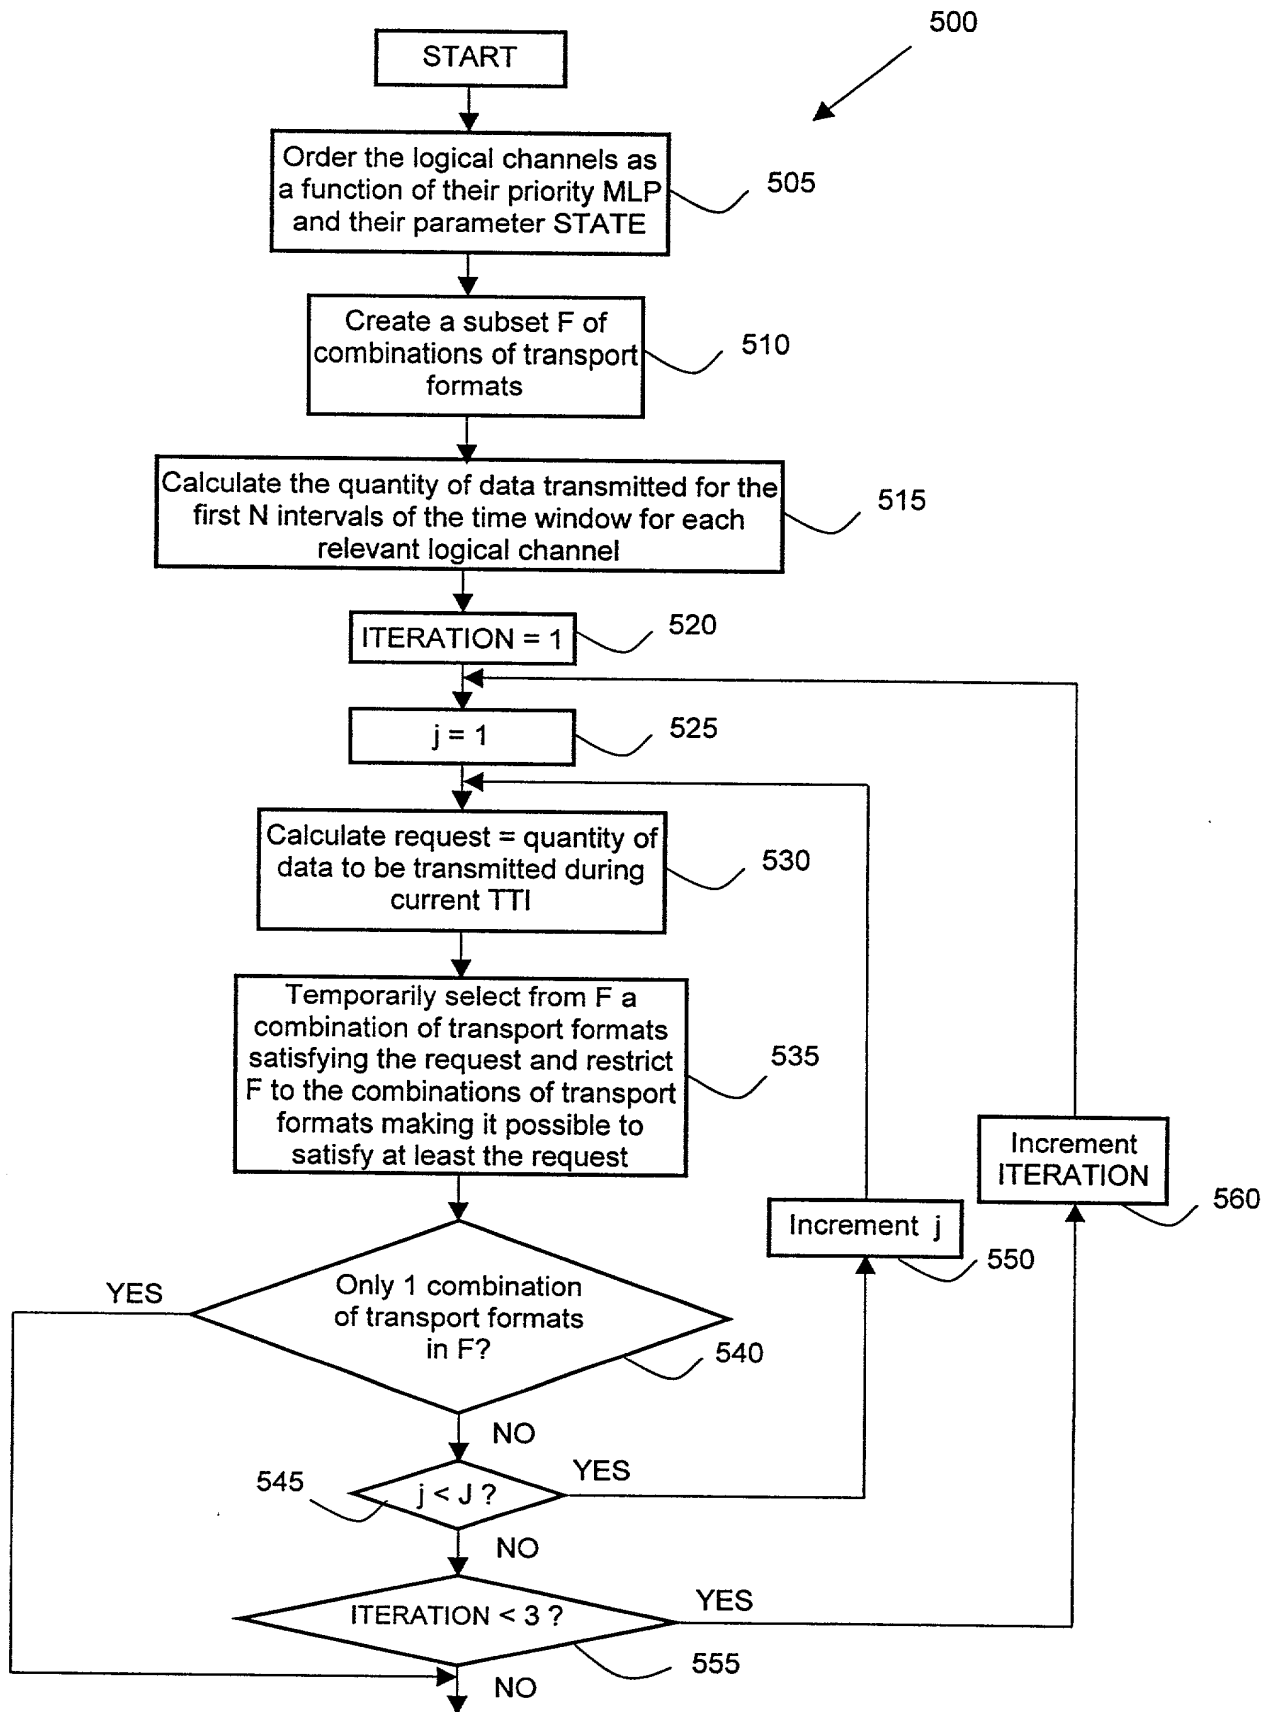 500
START
Order the logical channels as
a function of their priority MLP
and their parameter STATE
505
Create a subset F of
combinations of transport
formats
510
Calculate the quantity of data transmitted for the
first N intervals of the time window for each
relevant logical channel
515
ITERATION = 1
520
j = 1
525
Calculate request = quantity of
data to be transmitted during
current TTI
530
Temporarily select from F a
combination of transport formats
satisfying the request and restrict
F to the combinations of transport
formats making it possible to
satisfy at least the request
535
Increment
ITERATION
560
Increment j
550
YES
Only 1 combination
of transport formats
in F?
540
NO
545
j < J ?
YES
NO
ITERATION < 3 ?
YES
555
NO